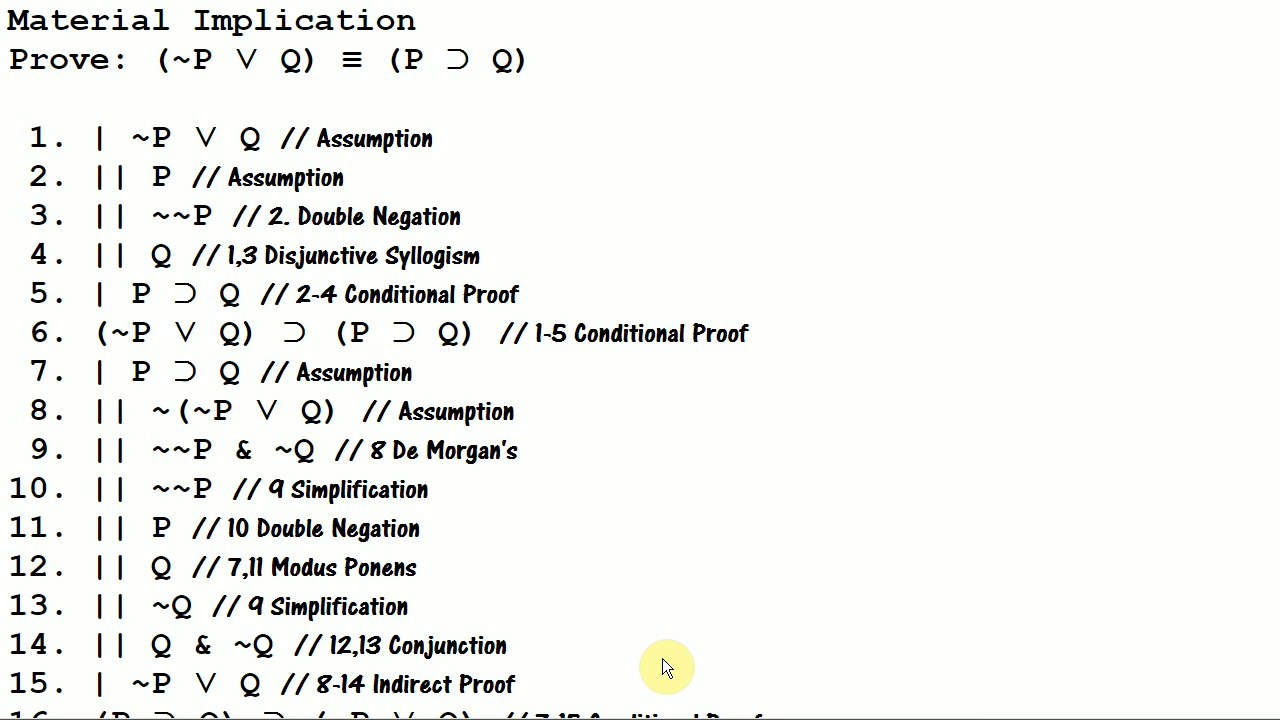 Material Implication
Prove: (~P ∨ Q) ≡ (P ⊃ Q)
1. | ~P ∨ Q // Assumption
2. || P // Assumption
3. || ~~P // 2. Double Negation
4. || Q // 1,3 Disjunctive Syllogism
5. | P ⊃ Q // 2-4 Conditional Proof
6. (~P ∨ Q) ⊃ (P ⊃ Q) // 1-5 Conditional Proof
7. | P ⊃ Q // Assumption
8. || ~(~P ∨ Q) // Assumption
9. || ~~P & ~Q // 8 De Morgan's
10. || ~~P // 9 Simplification
11. || P // 10 Double Negation
12. || Q // 7,11 Modus Ponens
13. || ~Q // 9 Simplification
14. || Q & ~Q // 12,13 Conjunction
15. | ~P ∨ Q // 8-14 Indirect Proof